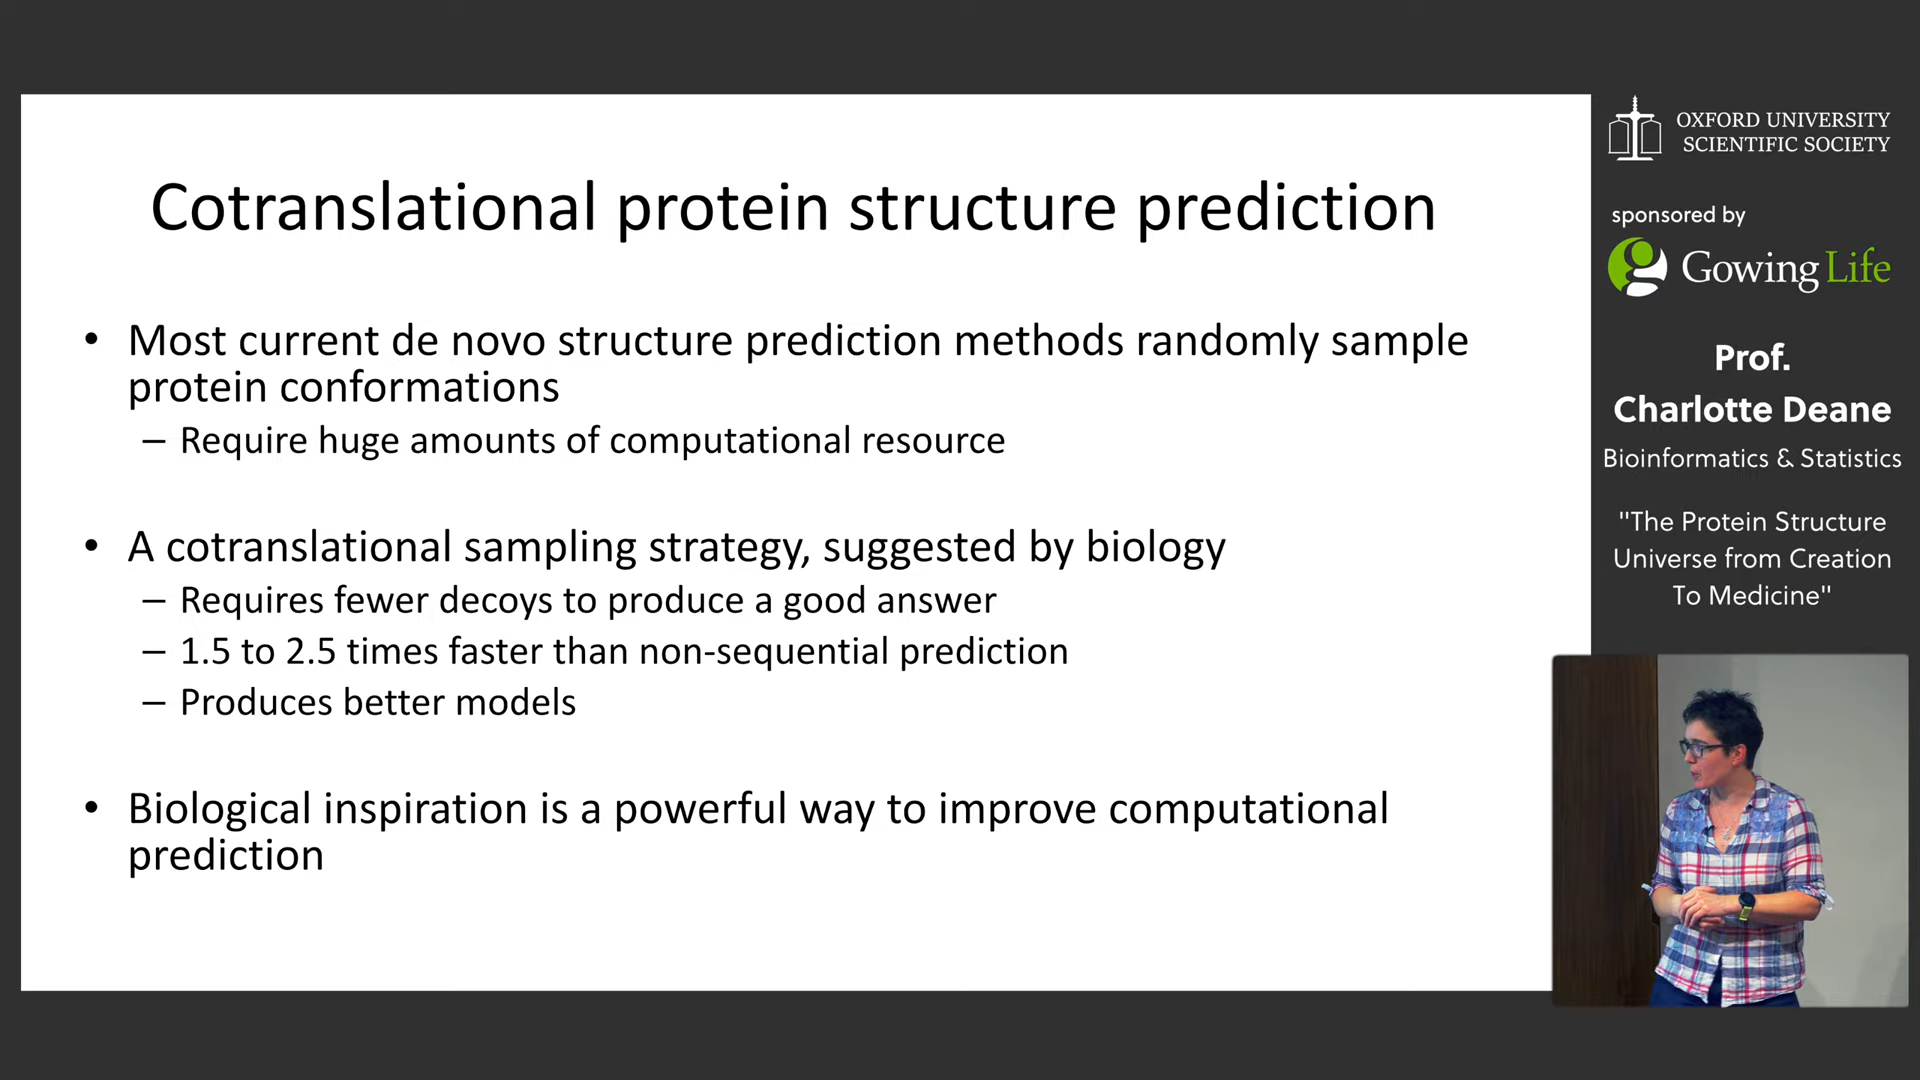 Cotranslational protein structure prediction
• Most current de novo structure prediction methods randomly sample
protein conformations
– Require huge amounts of computational resource
• A cotranslational sampling strategy, suggested by biology
– Requires fewer decoys to produce a good answer
– 1.5 to 2.5 times faster than non-sequential prediction
– Produces better models
• Biological inspiration is a powerful way to improve computational
prediction
OXFORD UNIVERSITY
SCIENTIFIC SOCIETY
sponsored by
Gowing Life
Prof.
Charlotte Deane
Bioinformatics & Statistics
"The Protein Structure
Universe from Creation
To Medicine"